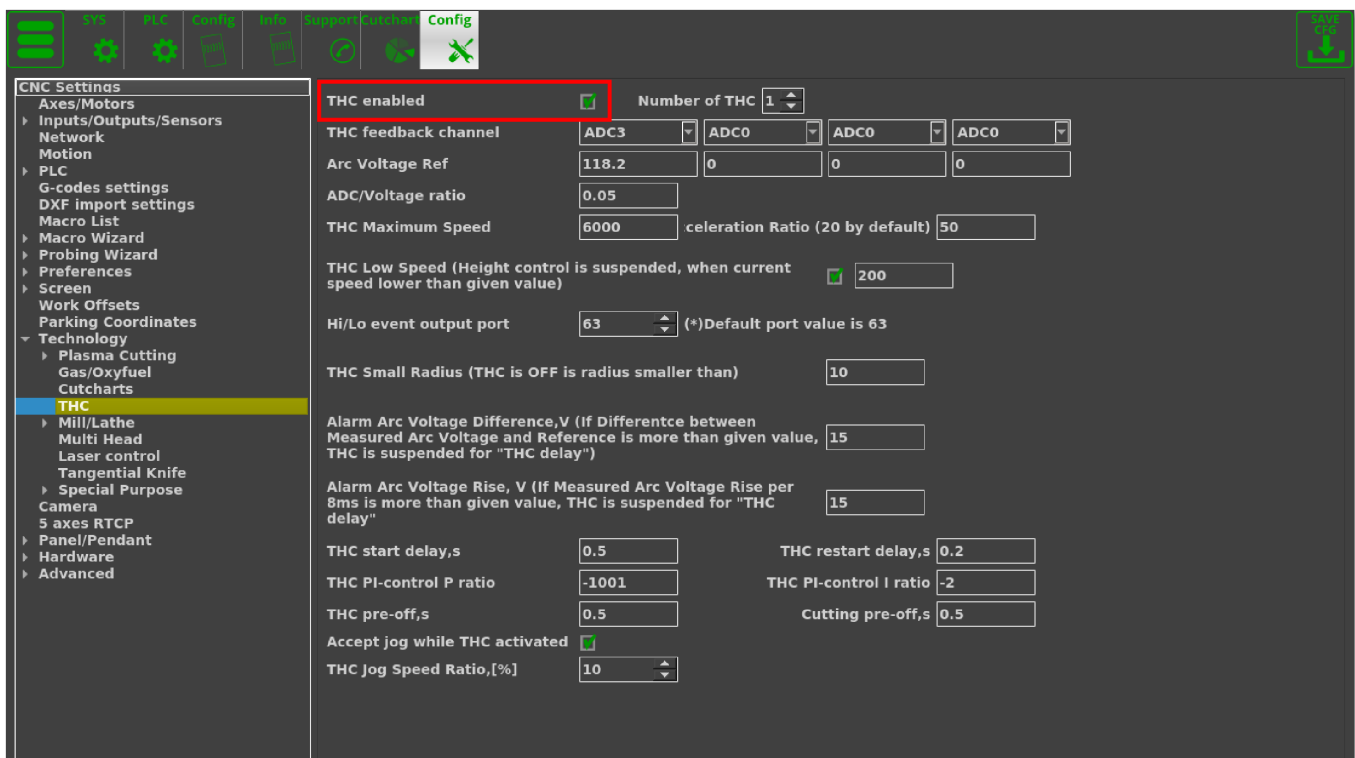 SYS PLC Config Info Support Cutchart Config SAVE
CFG
CNC Settings
Axes/Motors
Inputs/Outputs/Sensors
Network
Motion
PLC
G-codes settings
DXF import settings
Macro List
Macro Wizard
Probing Wizard
Preferences
Screen
Work Offsets
Parking Coordinates
Technology
Plasma Cutting
Gas/Oxyfuel
Cutcharts
THC
Mill/Lathe
Multi Head
Laser control
Tangential Knife
Special Purpose
Camera
5 axes RTCP
Panel/Pendant
Hardware
Advanced
THC enabled Number of THC 1
THC feedback channel ADC3 ADC0 ADC0 ADC0
Arc Voltage Ref 118.2 0 0 0
ADC/Voltage ratio 0.05
THC Maximum Speed 6000 celeration Ratio (20 by default) 50
THC Low Speed (Height control is suspended, when current
speed lower than given value) 200
Hi/Lo event output port 63 (*)Default port value is 63
THC Small Radius (THC is OFF is radius smaller than) 10
Alarm Arc Voltage Difference,V (If Differentce between
Measured Arc Voltage and Reference is more than given value, 15
THC is suspended for "THC delay")
Alarm Arc Voltage Rise, V (If Measured Arc Voltage Rise per
8ms is more than given value, THC is suspended for "THC 15
delay"
THC start delay,s 0.5 THC restart delay,s 0.2
THC PI-control P ratio -1001 THC PI-control I ratio -2
THC pre-off,s 0.5 Cutting pre-off,s 0.5
Accept jog while THC activated
THC Jog Speed Ratio,[%] 10